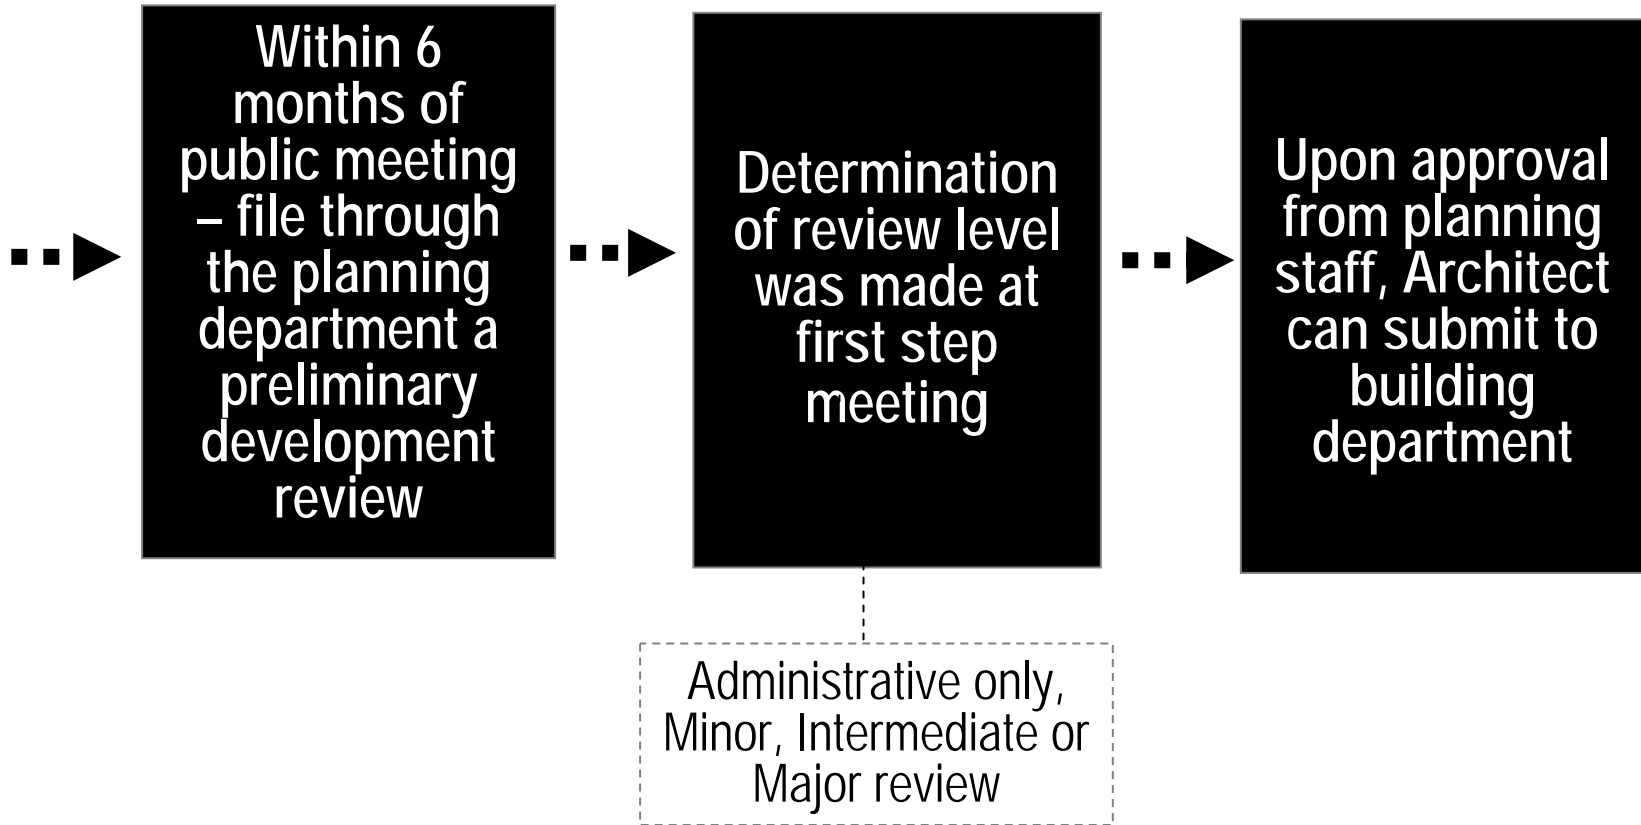 Within 6
months of
public meeting
– file through
the planning
department a
preliminary
development
review
Determination
of review level
was made at
first step
meeting
Upon approval
from planning
staff, Architect
can submit to
building
department
Administrative only,
Minor, Intermediate or
Major review